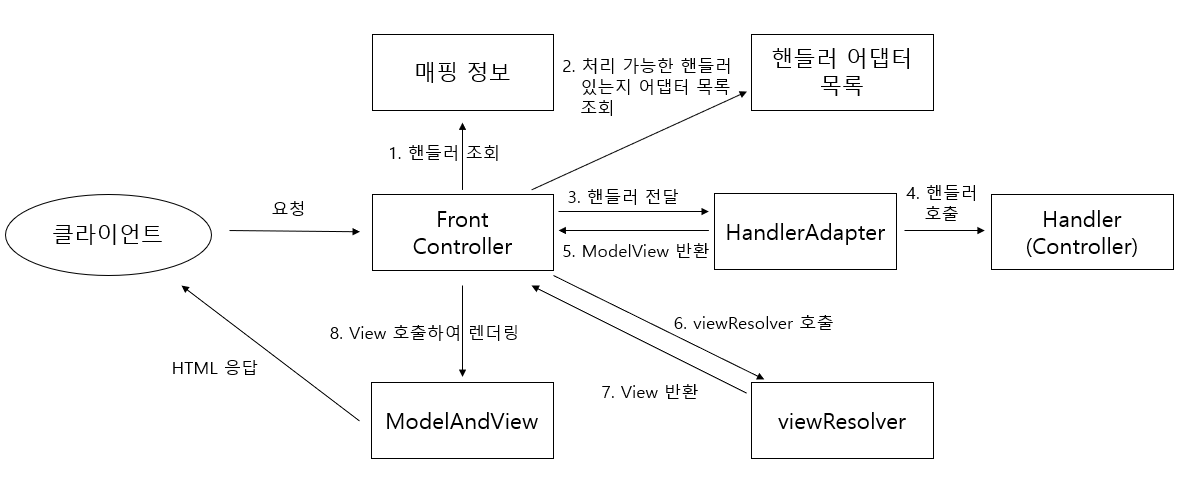 매핑 정보
2. 처리 가능한 핸들러
있는지 어댑터 목록
조회
핸들러 어댑터
목록
1. 핸들러 조회
클라이언트
요청
Front
Controller
3. 핸들러 전달
5. ModelView 반환
HandlerAdapter
4. 핸들러
호출
Handler
(Controller)
8. View 호출하여 렌더링
6. viewResolver 호출
HTML 응답
7. View 반환
ModelAndView
viewResolver